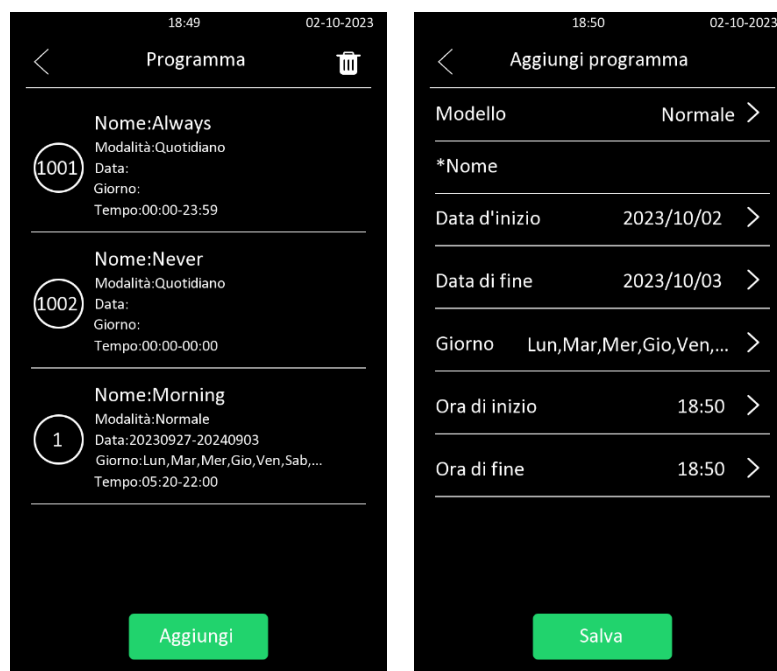 18:49 02-10-2023
Programma
Nome:Always
Modalità:Quotidiano
1001
Data:
Giorno:
Tempo:00:00-23:59
Nome:Never
Modalità:Quotidiano
1002
Data:
Giorno:
Tempo:00:00-00:00
Nome:Morning
Modalità:Normale
1
Data:20230927-20240903
Giorno:Lun,Mar,Mer,Gio,Ven,Sab,...
Tempo:05:20-22:00
Aggiungi
18:50 02-10-2023
Aggiungi programma
Modello Normale
*Nome
Data d'inizio 2023/10/02
Data di fine 2023/10/03
Giorno Lun,Mar,Mer,Gio,Ven,...
Ora di inizio 18:50
Ora di fine 18:50
Salva